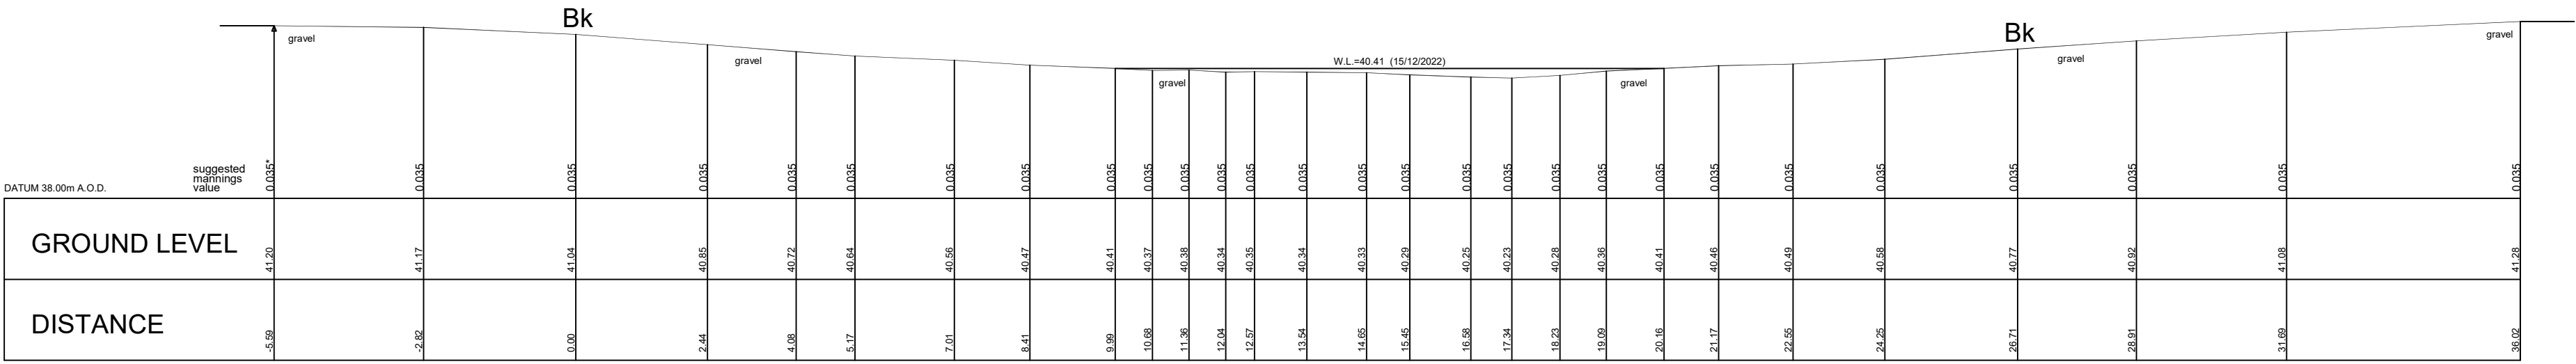 Bk
Bk
gravel
gravel
gravel
W.L.=40.41 (15/12/2022)
gravel
gravel
gravel
gravel
suggested
mannings
value
0.035* 0.035 0.035 0.035 0.035 0.035 0.035 0.035 0.035 0.035 0.035 0.035 0.035 0.035 0.035 0.035 0.035 0.035 0.035 0.035 0.035 0.035 0.035 0.035 0.035 0.035 0.035 0.035
DATUM 38.00m A.O.D.
GROUND LEVEL 41.20 41.17 41.04 40.85 40.72 40.64 40.56 40.47 40.41 40.37 40.38 40.34 40.35 40.34 40.33 40.29 40.25 40.23 40.28 40.36 40.41 40.46 40.49 40.58 40.77 40.92 41.08 41.28
DISTANCE -5.59 -2.82 0.00 2.44 4.08 5.17 7.01 8.41 9.99 10.68 11.36 12.04 12.57 13.54 14.65 15.45 16.58 17.34 18.23 19.09 20.16 21.17 22.55 24.25 26.71 28.91 31.69 36.02